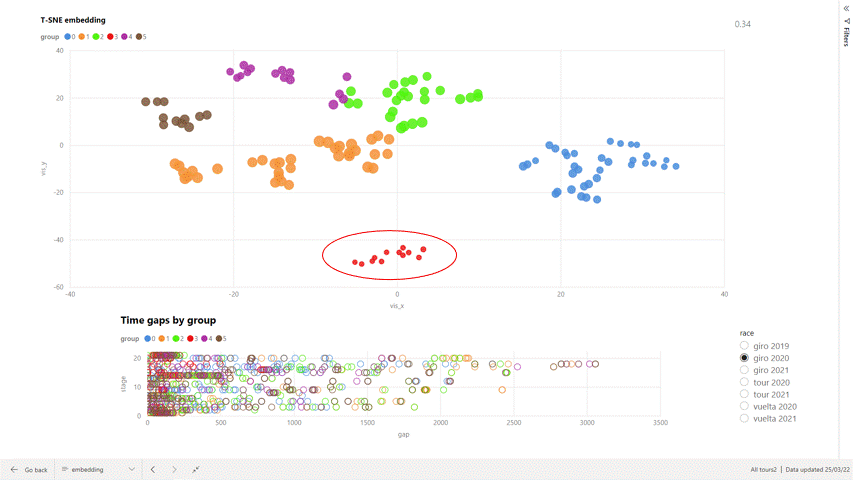 T-SNE embedding
0.34
group 0 1 2 3 4 5
40
20
0
-20
-40
-60
vis_y
-40 -20 0 20 40
vis_x
Filters
Time gaps by group
group 0 1 2 3 4 5
20
10
0
stage
0 500 1000 1500 2000 2500 3000 3500
gap
race
giro 2019
giro 2020
giro 2021
tour 2020
tour 2021
vuelta 2020
vuelta 2021
Go back embedding All tours2 | Data updated 25/03/22